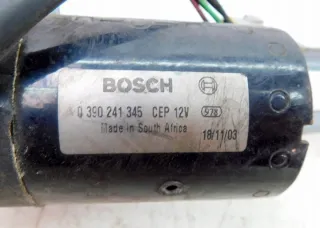 BOSCH
0 390 241 345 CEP 12V
Made in South Africa
18/11/03